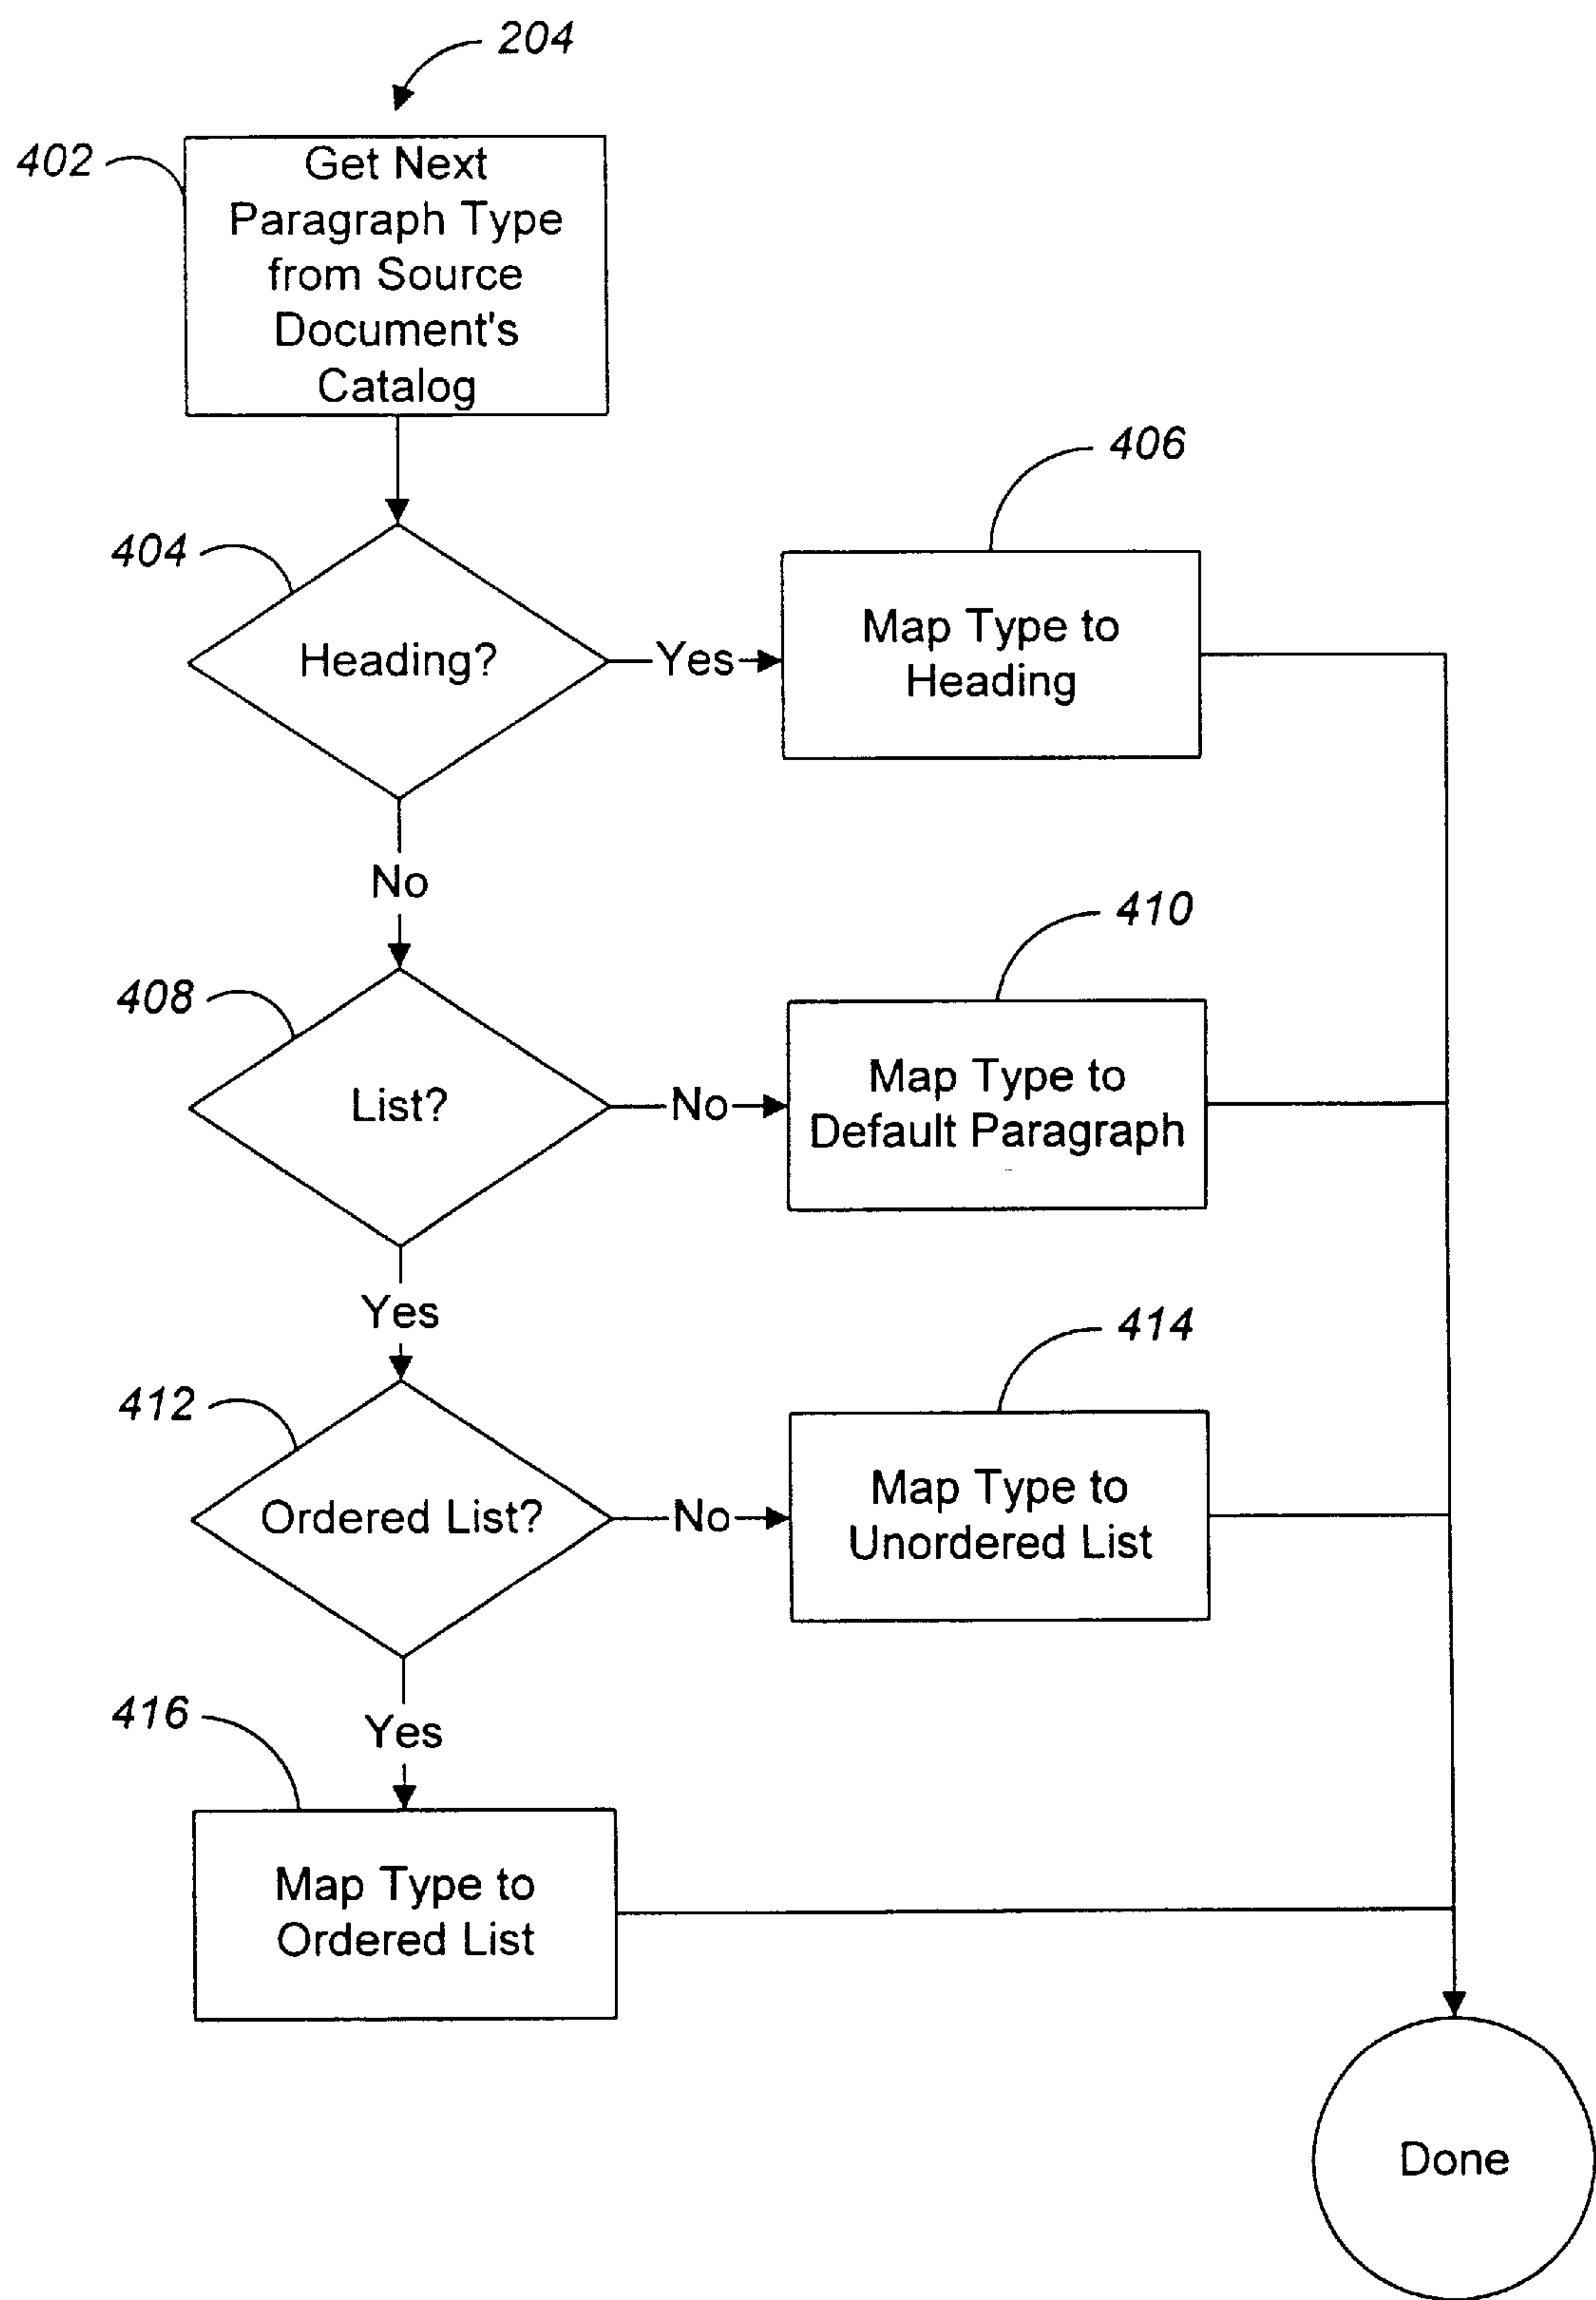 204
402
Get Next
Paragraph Type
from Source
Document's
Catalog
406
404
Heading?
Yes
Map Type to
Heading
No
410
408
List?
No
Map Type to
Default Paragraph
Yes
414
412
Ordered List?
No
Map Type to
Unordered List
416
Yes
Map Type to
Ordered List
Done